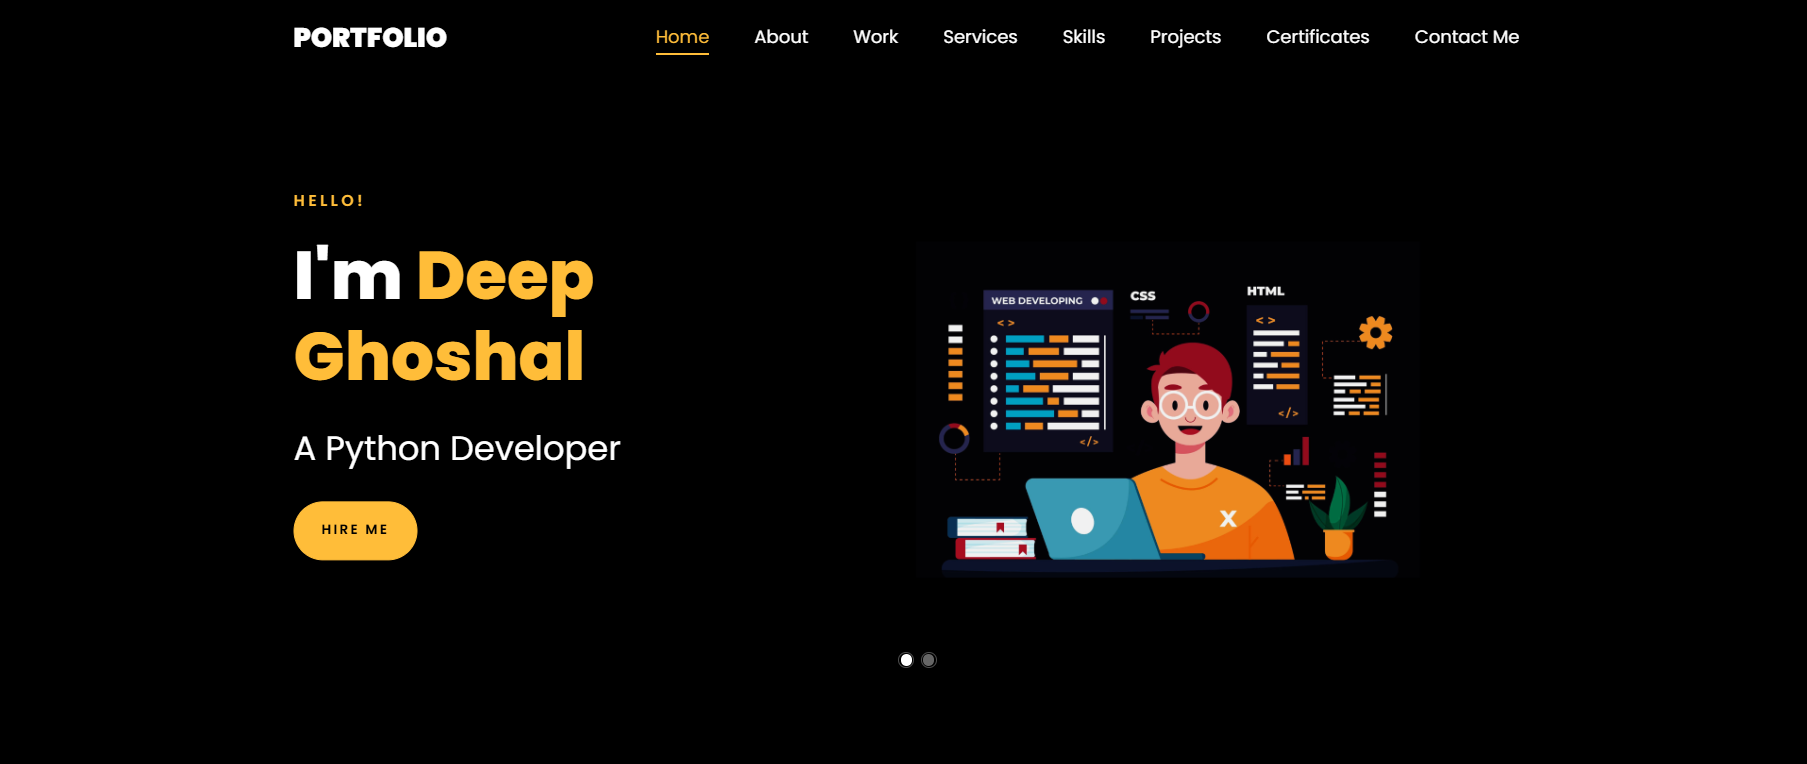 PORTFOLIO
Home About Work Services Skills Projects Certificates Contact Me
HELLO!
I'm Deep
Ghoshal
A Python Developer
HIRE ME
WEB DEVELOPING
< >
</>
CSS
HTML
< >
</>
X